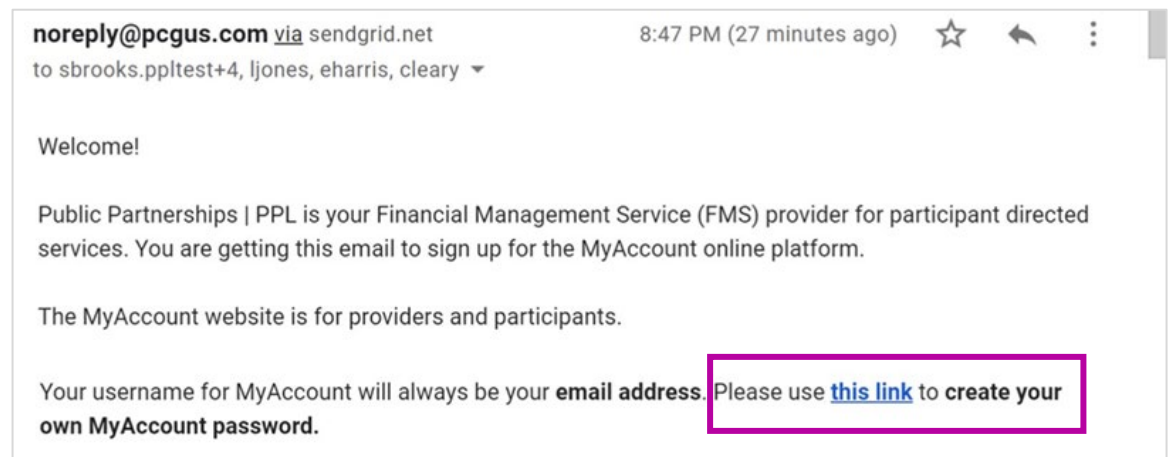 noreply@pcgus.com via sendgrid.net 8:47 PM (27 minutes ago)
to sbrooks.ppltest+4, ljones, eharris, cleary
Welcome!
Public Partnerships | PPL is your Financial Management Service (FMS) provider for participant directed
services. You are getting this email to sign up for the MyAccount online platform.
The MyAccount website is for providers and participants.
Your username for MyAccount will always be your email address. Please use this link to create your
own MyAccount password.